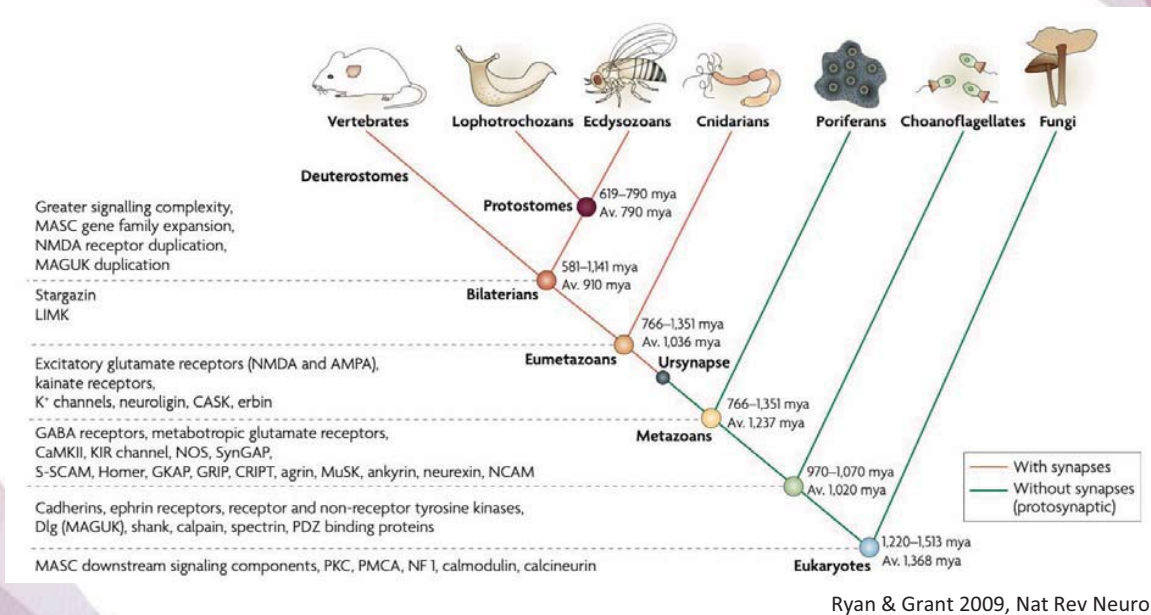 Vertebrates
Lophotrochozans
Ecdysozoans
Cnidarians
Poriferans
Choanoflagellates
Fungi
Deuterostomes
Protostomes
619–790 mya
Av. 790 mya
Greater signalling complexity,
MASC gene family expansion,
NMDA receptor duplication,
MAGUK duplication
Bilaterians
581–1,141 mya
Av. 910 mya
Stargazin
LIMK
Eumetazoans
766–1,351 mya
Av. 1,036 mya
Ursynapse
Excitatory glutamate receptors (NMDA and AMPA),
kainate receptors,
K⁺ channels, neuroligin, CASK, erbin
Metazoans
766–1,351 mya
Av. 1,237 mya
GABA receptors, metabotropic glutamate receptors,
CaMKII, KIR channel, NOS, SynGAP,
S-SCAM, Homer, GKAP, GRIP, CRIPT, agrin, MuSK, ankyrin, neurexin, NCAM
970–1,070 mya
Av. 1,020 mya
With synapses
Without synapses
(protosynaptic)
Cadherins, ephrin receptors, receptor and non-receptor tyrosine kinases,
Dlg (MAGUK), shank, calpain, spectrin, PDZ binding proteins
1,220–1,513 mya
Av. 1,368 mya
Eukaryotes
MASC downstream signaling components, PKC, PMCA, NF 1, calmodulin, calcineurin
Ryan & Grant 2009, Nat Rev Neuro